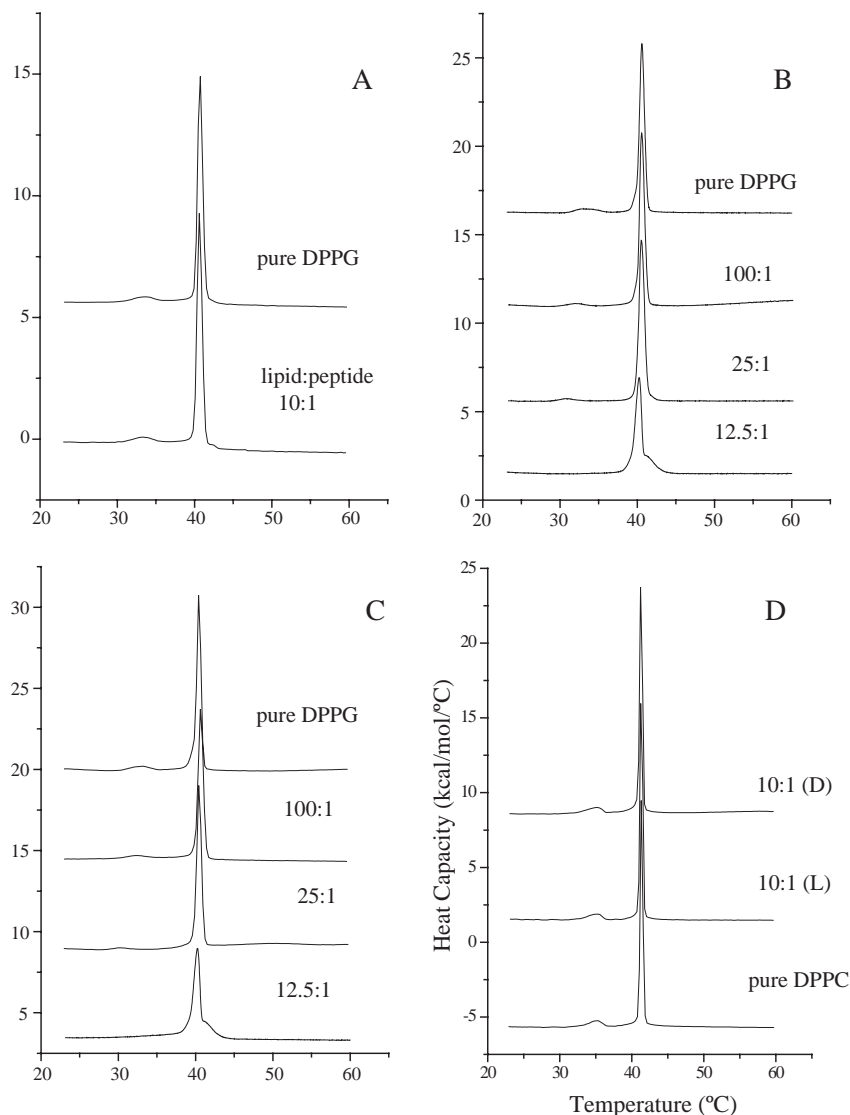 A
15
10
5
0
pure DPPG
lipid:peptide
10:1
20 30 40 50 60
B
25
20
15
10
5
0
pure DPPG
100:1
25:1
12.5:1
20 30 40 50 60
C
30
25
20
15
10
5
pure DPPG
100:1
25:1
12.5:1
20 30 40 50 60
D
Heat Capacity (kcal/mol/ºC)
25
20
15
10
5
0
-5
10:1 (D)
10:1 (L)
pure DPPC
20 30 40 50 60
Temperature (ºC)